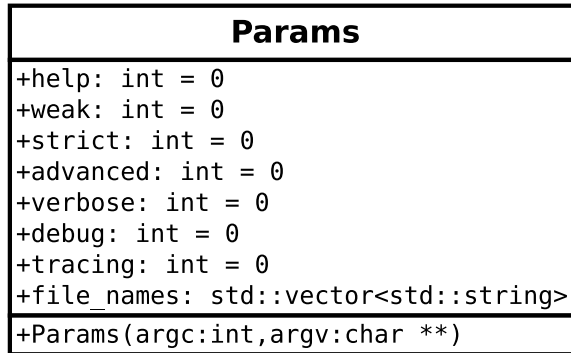 Params
+help: int = 0
+weak: int = 0
+strict: int = 0
+advanced: int = 0
+verbose: int = 0
+debug: int = 0
+tracing: int = 0
+file_names: std::vector<std::string>
+Params(argc:int,argv:char **)